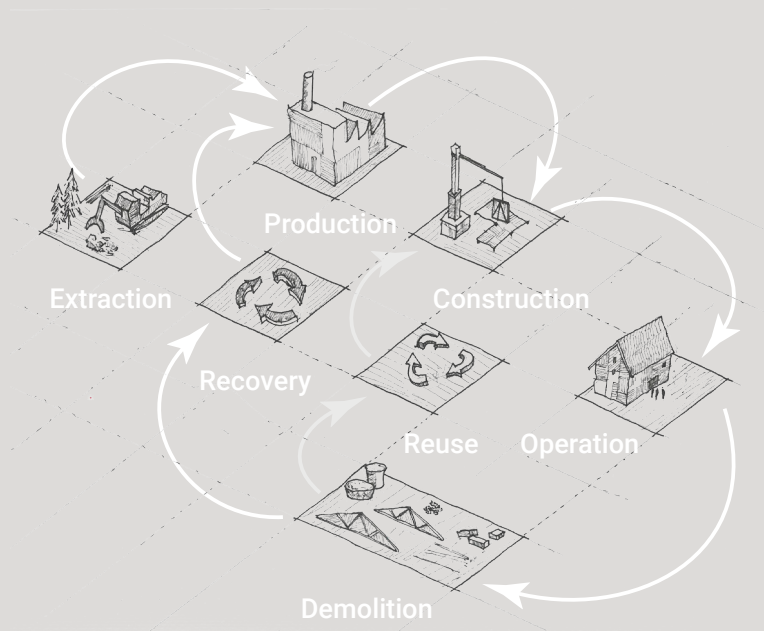 Production
Extraction
Construction
Recovery
Reuse
Operation
Demolition